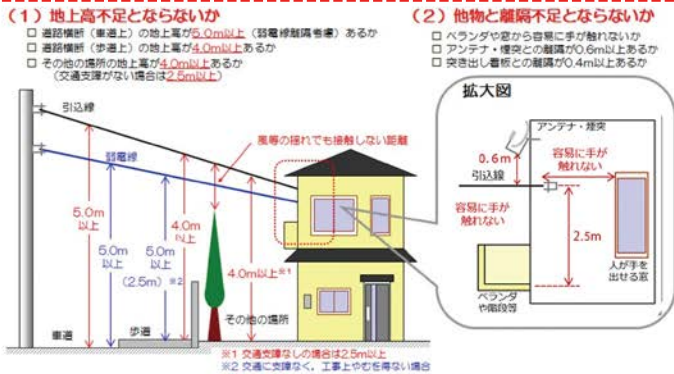 （１）地上高不足とならないか
□ 道路横断（車道上）の地上高が5.0m以上（弱電線離隔考慮）あるか
□ 道路横断（歩道上）の地上高が4.0m以上あるか
□ その他の場所の地上高が4.0m以上あるか
（交通支障がない場合は2.5m以上）
（２）他物と離隔不足とならないか
□ ベランダや窓から容易に手が触れないか
□ アンテナ・煙突との離隔が0.6m以上あるか
□ 突き出し看板との離隔が0.4m以上あるか
引込線
弱電線
風等の揺れでも接触しない距離
5.0m
以上
5.0m
以上
5.0m
以上
（2.5m）※2
4.0m
以上
4.0m以上※1
車道
歩道
その他の場所
※1 交通支障なしの場合は2.5m以上
※2 交通に支障なく、工事上やむを得ない場合
拡大図
アンテナ・煙突
0.6m
引込線
容易に手が
触れない
容易に手が
触れない
2.5m
ベランダ
や階段等
人が手を
出せる窓